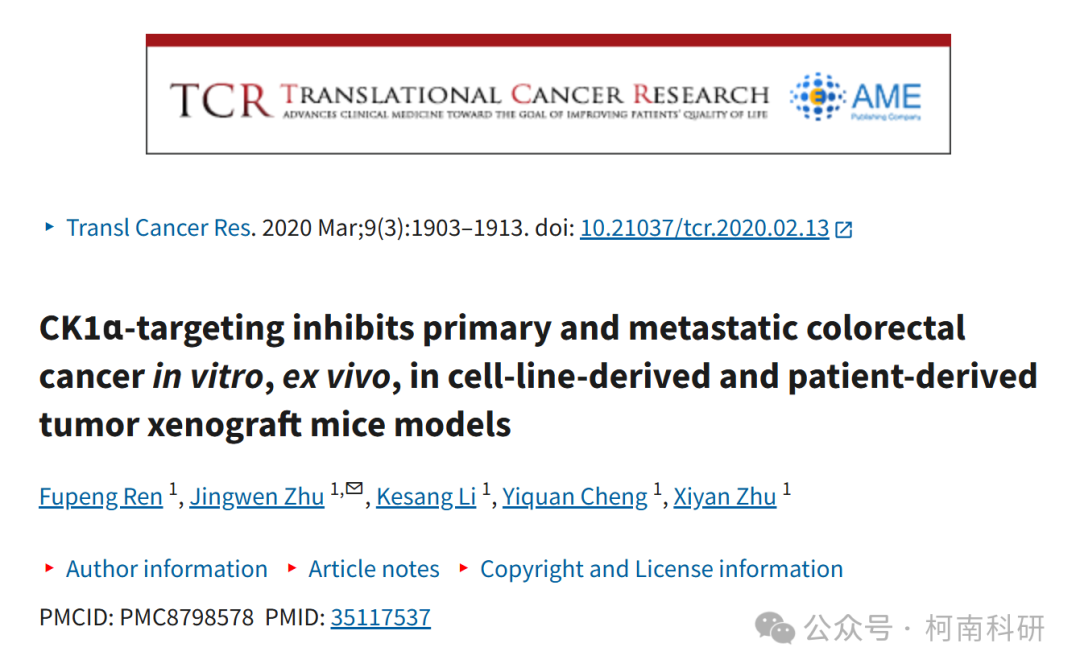 TCR TRANSLATIONAL CANCER RESEARCH
ADVANCES CLINICAL MEDICINE TOWARD THE GOAL OF IMPROVING PATIENTS' QUALITY OF LIFE
AME
Publishing Company
Transl Cancer Res. 2020 Mar;9(3):1903–1913. doi: 10.21037/tcr.2020.02.13
CK1α-targeting inhibits primary and metastatic colorectal
cancer in vitro, ex vivo, in cell-line-derived and patient-derived
tumor xenograft mice models
Fupeng Ren 1, Jingwen Zhu 1,✉, Kesang Li 1, Yiquan Cheng 1, Xiyan Zhu 1
Author information Article notes Copyright and License information
PMCID: PMC8798578 PMID: 35117537
公众号 · 柯南科研